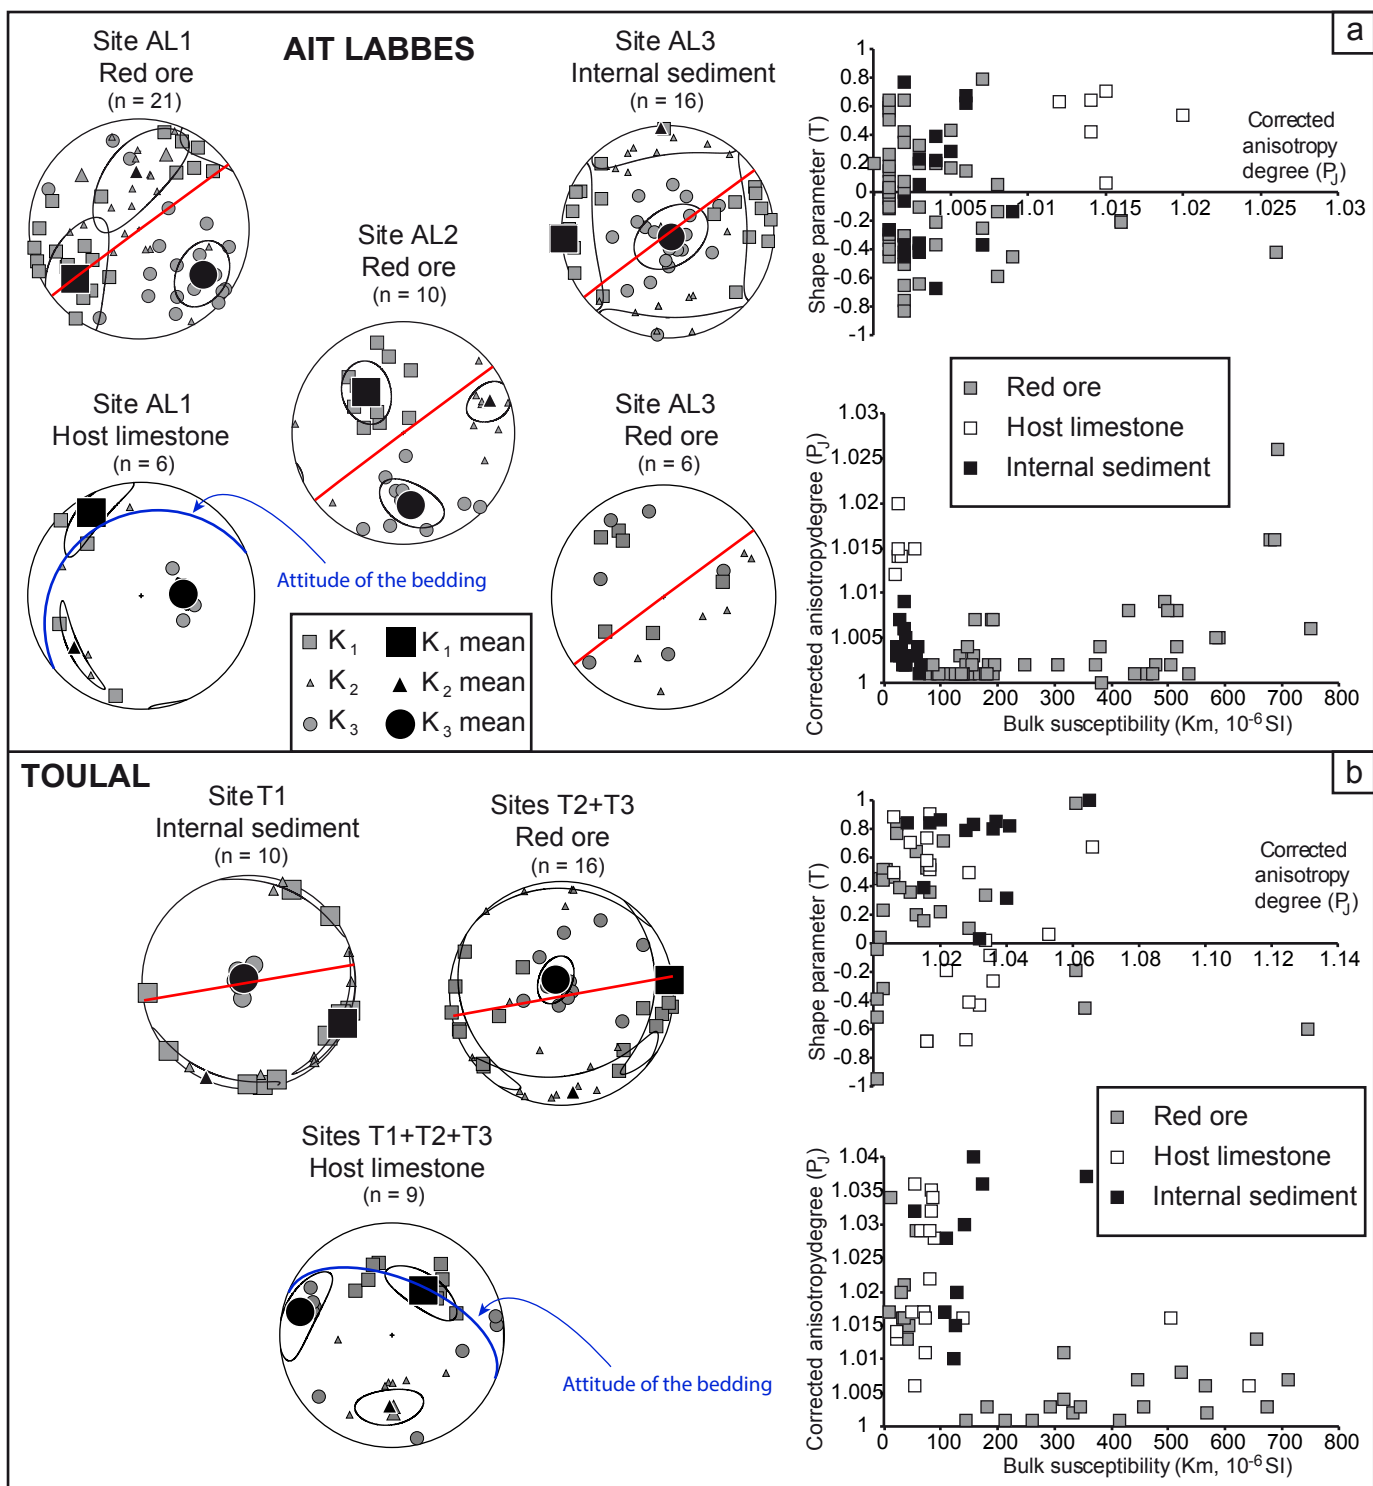 a
AIT LABBES
Site AL1
Red ore
(n = 21)
Site AL3
Internal sediment
(n = 16)
Site AL2
Red ore
(n = 10)
Site AL1
Host limestone
(n = 6)
Site AL3
Red ore
(n = 6)
Attitude of the bedding
K1
K1 mean
K2
K2 mean
K3
K3 mean
Shape parameter (T)
1
0.8
0.6
0.4
0.2
0
-0.2
-0.4
-0.6
-0.8
-1
1.005
1.01
1.015
1.02
1.025
1.03
Corrected
anisotropy
degree (PJ)
Red ore
Host limestone
Internal sediment
Corrected anisotropydegree (PJ)
1.03
1.025
1.02
1.015
1.01
1.005
1
0
100
200
300
400
500
600
700
800
Bulk susceptibility (Km, 10-6 SI)
b
TOULAL
Site T1
Internal sediment
(n = 10)
Sites T2+T3
Red ore
(n = 16)
Sites T1+T2+T3
Host limestone
(n = 9)
Attitude of the bedding
Shape parameter (T)
1
0.8
0.6
0.4
0.2
0
-0.2
-0.4
-0.6
-0.8
-1
1.02
1.04
1.06
1.08
1.10
1.12
1.14
Corrected
anisotropy
degree (PJ)
Red ore
Host limestone
Internal sediment
Corrected anisotropydegree (PJ)
1.04
1.035
1.03
1.025
1.02
1.015
1.01
1.005
1
0
100
200
300
400
500
600
700
800
Bulk susceptibility (Km, 10-6 SI)